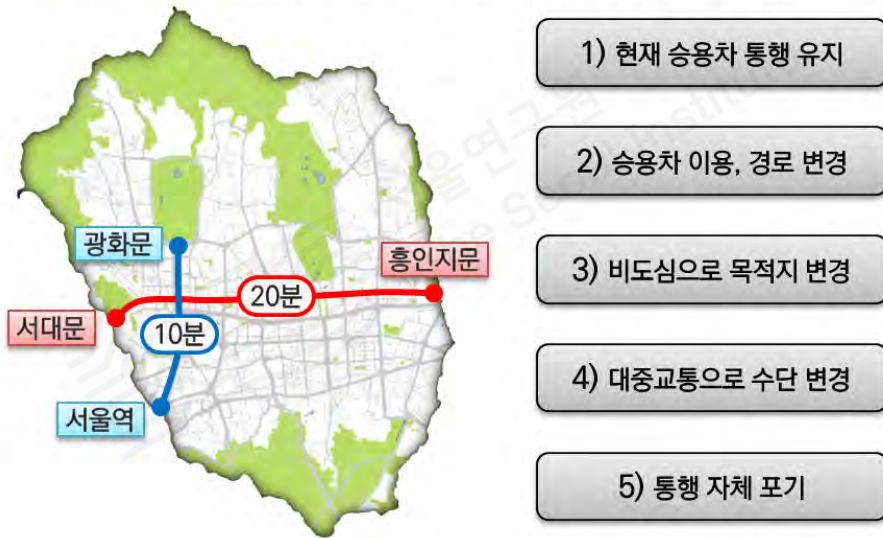 광화문
흥인지문
20분
서대문
10분
서울역
1) 현재 승용차 통행 유지
2) 승용차 이용, 경로 변경
3) 비도심으로 목적지 변경
4) 대중교통으로 수단 변경
5) 통행 자체 포기